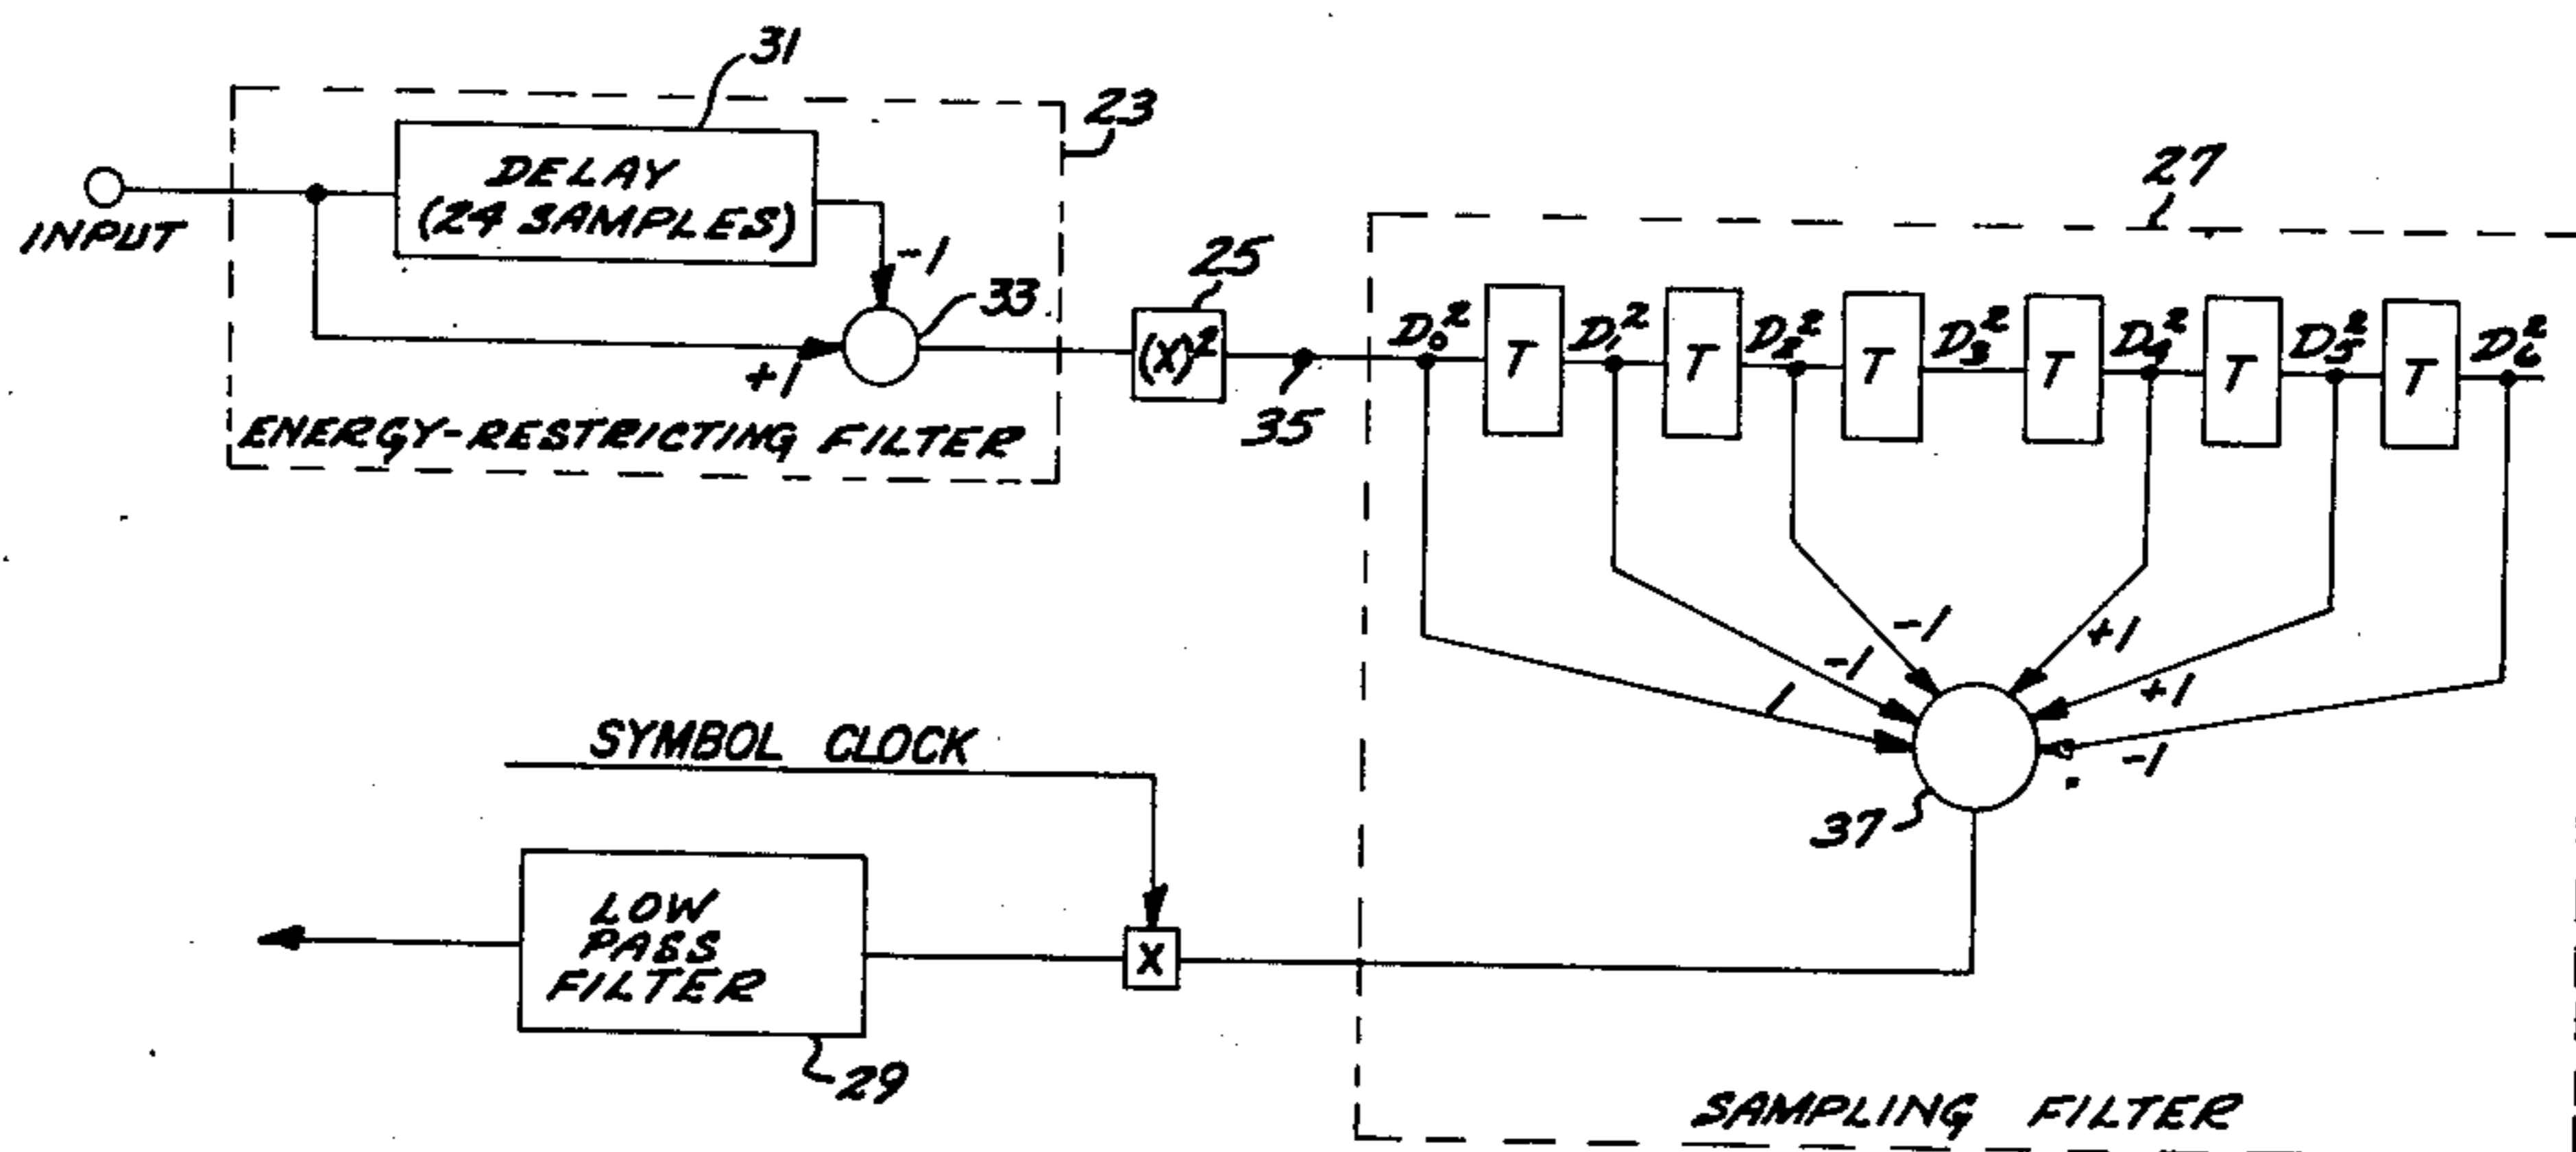 31
23
DELAY
(24 SAMPLES)
INPUT
-1
33
+1
ENERGY-RESTRICTING FILTER
25
(X)²
35
27
D₀² T D₁² T D₂² T D₃² T D₄² T D₅² T D₆²
-1
+1
-1
+1
1
-1
37
SYMBOL CLOCK
X
LOW
PASS
FILTER
29
SAMPLING FILTER